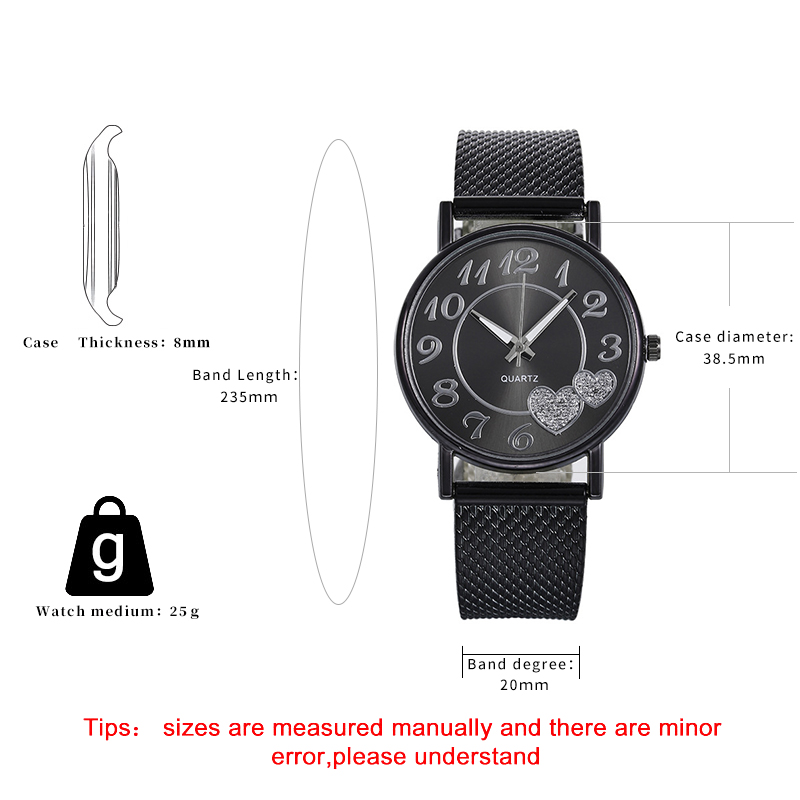 Case Thickness: 8mm
Band Length:
235mm
g
Watch medium: 25g
11 12 1
10 2
9 3
8
7 6
QUARTZ
Case diameter:
38.5mm
Band degree:
20mm
Tips: sizes are measured manually and there are minor
error,please understand